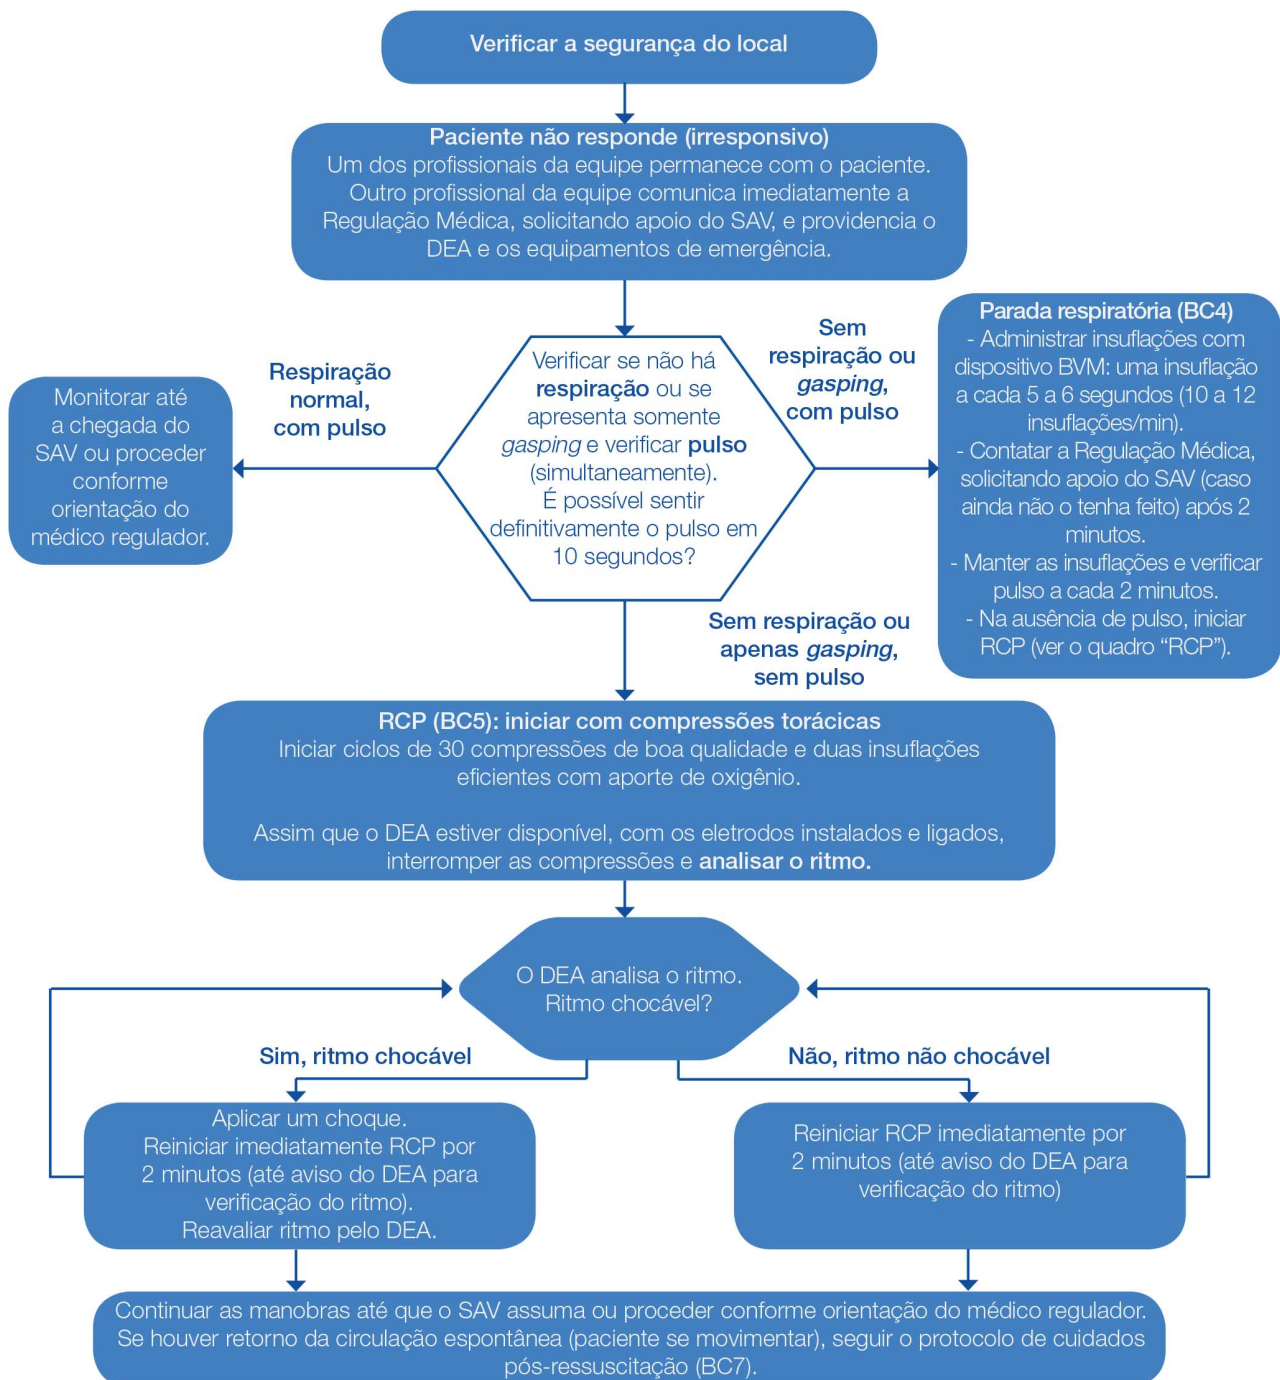 Verificar a segurança do local
Paciente não responde (irresponsivo)
Um dos profissionais da equipe permanece com o paciente.
Outro profissional da equipe comunica imediatamente a
Regulação Médica, solicitando apoio do SAV, e providencia o
DEA e os equipamentos de emergência.
Verificar se não há
respiração ou se
apresenta somente
gasping e verificar pulso
(simultaneamente).
É possível sentir
definitivamente o pulso em
10 segundos?
Respiração
normal,
com pulso
Monitorar até
a chegada do
SAV ou proceder
conforme
orientação do
médico regulador.
Sem
respiração ou
gasping,
com pulso
Parada respiratória (BC4)
- Administrar insuflações com
dispositivo BVM: uma insuflação
a cada 5 a 6 segundos (10 a 12
insuflações/min).
- Contatar a Regulação Médica,
solicitando apoio do SAV (caso
ainda não o tenha feito) após 2
minutos.
- Manter as insuflações e verificar
pulso a cada 2 minutos.
- Na ausência de pulso, iniciar
RCP (ver o quadro “RCP”).
Sem respiração ou
apenas gasping,
sem pulso
RCP (BC5): iniciar com compressões torácicas
Iniciar ciclos de 30 compressões de boa qualidade e duas insuflações
eficientes com aporte de oxigênio.
Assim que o DEA estiver disponível, com os eletrodos instalados e ligados,
interromper as compressões e analisar o ritmo.
O DEA analisa o ritmo.
Ritmo chocável?
Sim, ritmo chocável
Não, ritmo não chocável
Aplicar um choque.
Reiniciar imediatamente RCP por
2 minutos (até aviso do DEA para
verificação do ritmo).
Reavaliar ritmo pelo DEA.
Reiniciar RCP imediatamente por
2 minutos (até aviso do DEA para
verificação do ritmo)
Continuar as manobras até que o SAV assuma ou proceder conforme orientação do médico regulador.
Se houver retorno da circulação espontânea (paciente se movimentar), seguir o protocolo de cuidados
pós-ressuscitação (BC7).